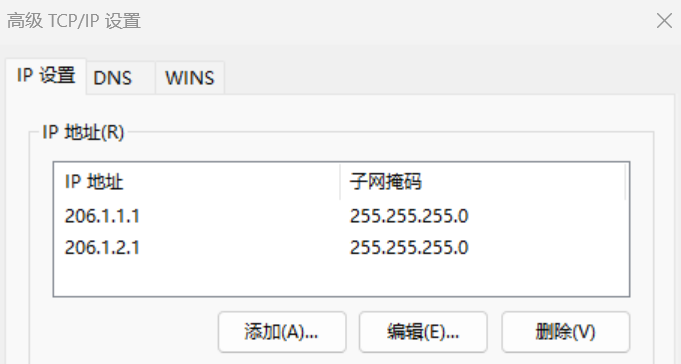 高级 TCP/IP 设置
IP 设置 DNS WINS
IP 地址(R)
IP 地址 子网掩码
206.1.1.1 255.255.255.0
206.1.2.1 255.255.255.0
添加(A)... 编辑(E)... 删除(V)